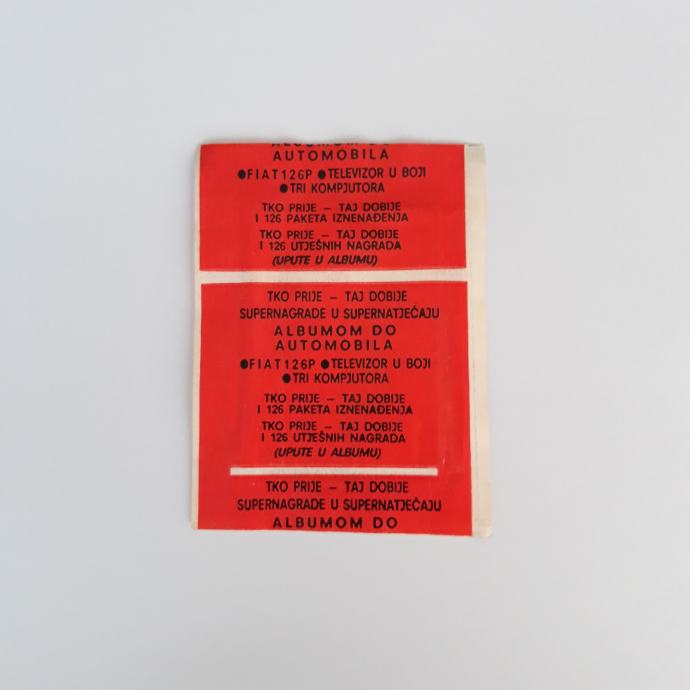 ALBUMOM DO
AUTOMOBILA
●FIAT126P ●TELEVIZOR U BOJI
●TRI KOMPJUTORA
TKO PRIJE – TAJ DOBIJE
I 126 PAKETA IZNENAĐENJA
TKO PRIJE – TAJ DOBIJE
I 126 UTJEŠNIH NAGRADA
(UPUTE U ALBUMU)
TKO PRIJE – TAJ DOBIJE
SUPERNAGRADE U SUPERNATJEČAJU
ALBUMOM DO
AUTOMOBILA
●FIAT126P ●TELEVIZOR U BOJI
●TRI KOMPJUTORA
TKO PRIJE – TAJ DOBIJE
I 126 PAKETA IZNENAĐENJA
TKO PRIJE – TAJ DOBIJE
I 126 UTJEŠNIH NAGRADA
(UPUTE U ALBUMU)
TKO PRIJE – TAJ DOBIJE
SUPERNAGRADE U SUPERNATJEČAJU
ALBUMOM DO